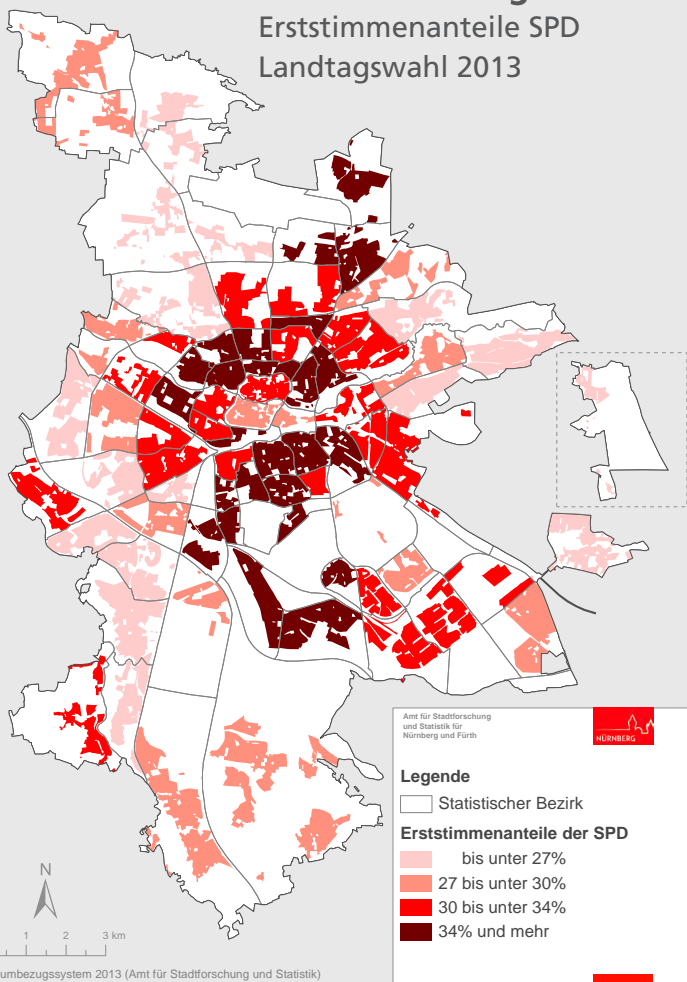 Erststimmenanteile SPD
Landtagswahl 2013
Amt für Stadtforschung
und Statistik für
Nürnberg und Fürth
NÜRNBERG
Legende
Statistischer Bezirk
Erststimmenanteile der SPD
bis unter 27%
27 bis unter 30%
30 bis unter 34%
34% und mehr
N
1 2 3 km
umbezugssystem 2013 (Amt für Stadtforschung und Statistik)